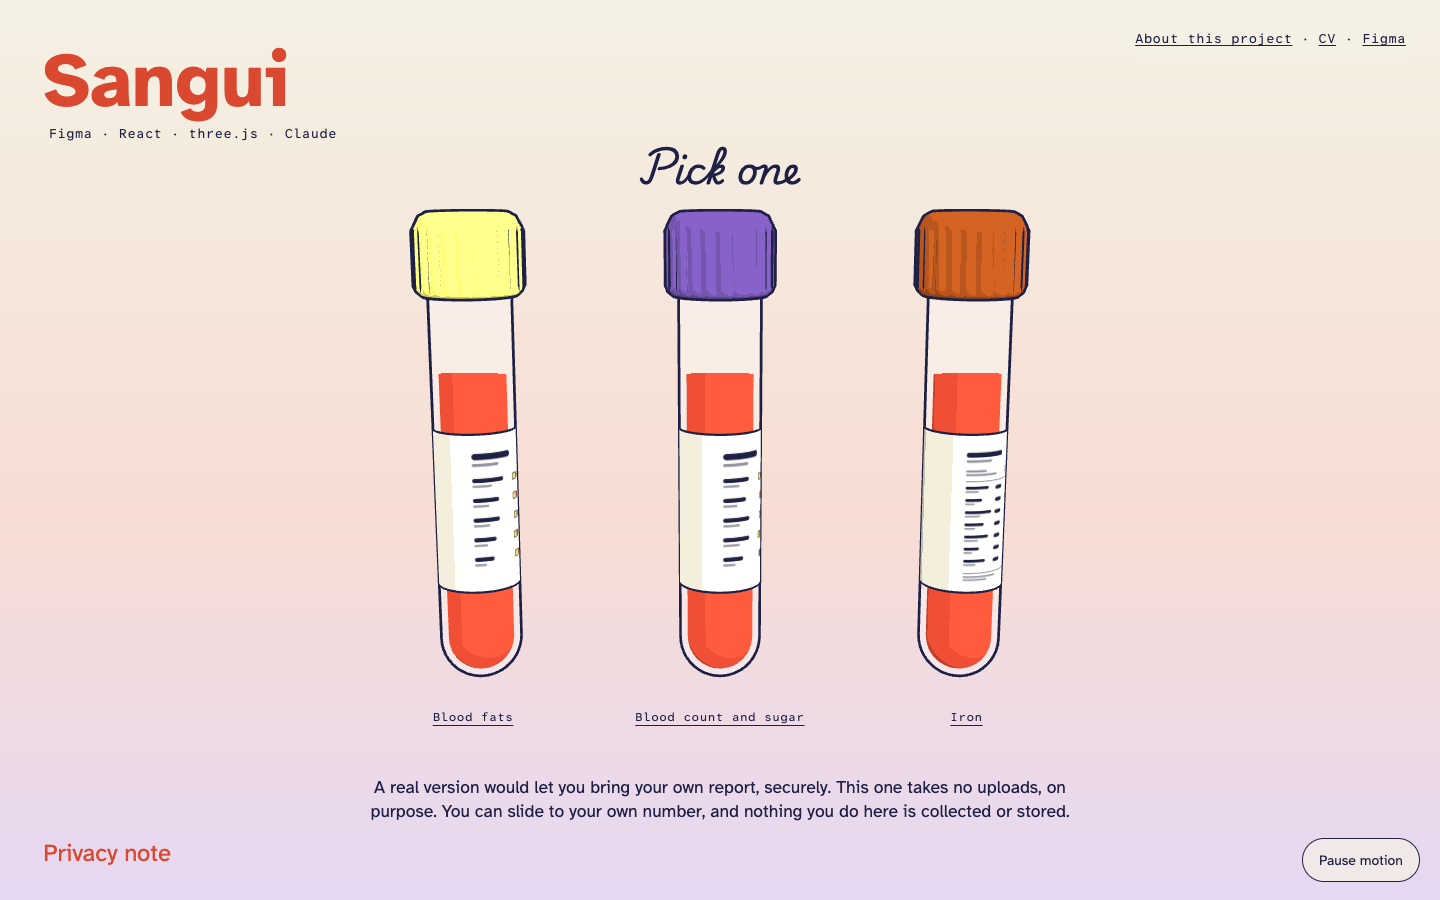 Sangui
Figma · React · three.js · Claude
About this project · CV · Figma
Pick one
Blood fats
Blood count and sugar
Iron
A real version would let you bring your own report, securely. This one takes no uploads, on
purpose. You can slide to your own number, and nothing you do here is collected or stored.
Privacy note
Pause motion